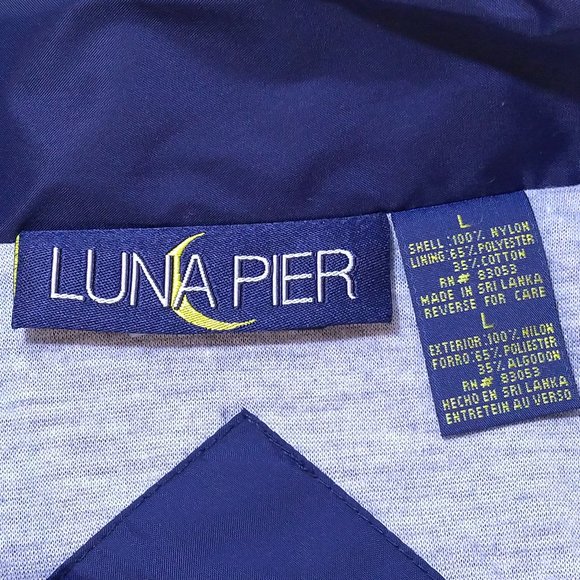 LUNA PIER
L
SHELL:100% NYLON
LINING:65%POLYESTER
35%COTTON
RN# 83053
MADE IN SRI LANKA
REVERSE FOR CARE
L
EXTERIOR:100% NILON
FORRO:65% POLIESTER
35% ALGODON
RN# 83053
HECHO EN SRI LANKA
ENTRETEIN AU VERSO